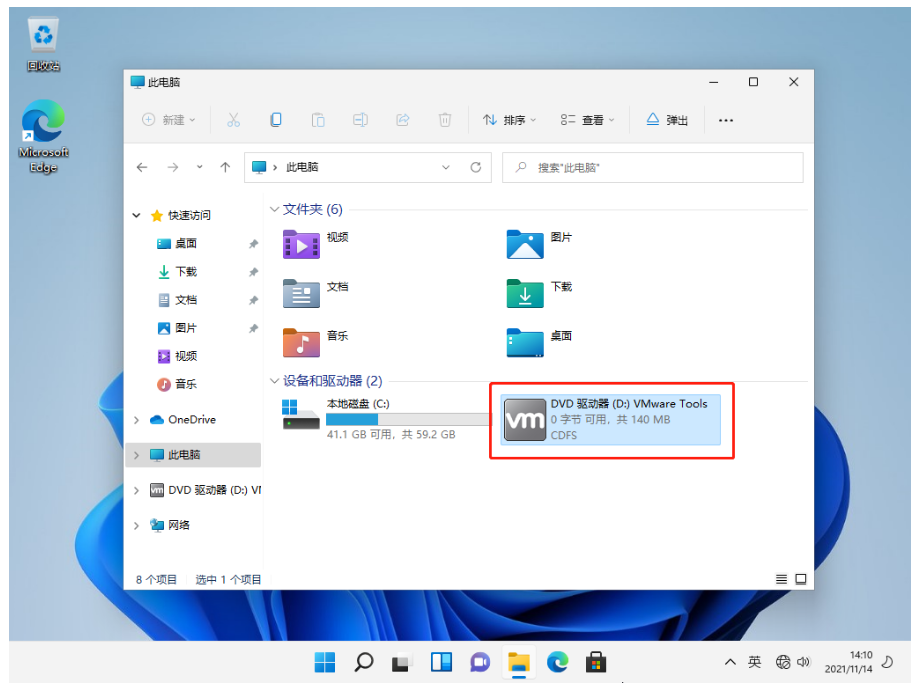 回收站
Microsoft
Edge
此电脑
新建
排序
查看
弹出
此电脑
搜索"此电脑"
快速访问
桌面
下载
文档
图片
视频
音乐
OneDrive
此电脑
DVD 驱动器 (D:) VI
网络
文件夹 (6)
视频
图片
文档
下载
音乐
桌面
设备和驱动器 (2)
本地磁盘 (C:)
41.1 GB 可用，共 59.2 GB
vm
DVD 驱动器 (D:) VMware Tools
0 字节 可用，共 140 MB
CDFS
8 个项目 选中 1 个项目
英
14:10
2021/11/14